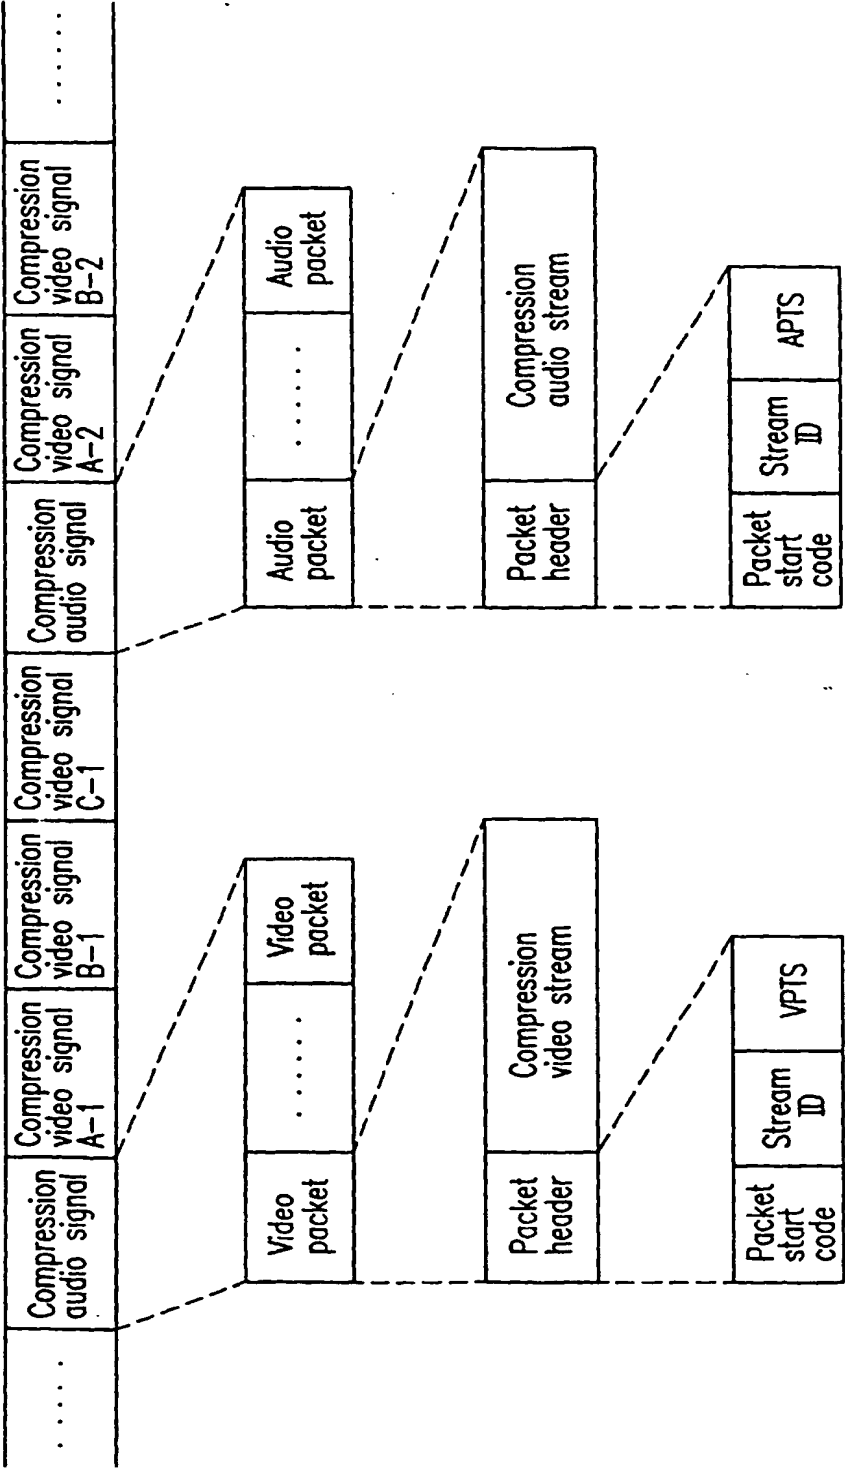 .....
Compression
audio signal
Compression
video signal
A-1
Compression
video signal
B-1
Compression
video signal
C-1
Compression
audio signal
Compression
video signal
A-2
Compression
video signal
B-2
......
Video
packet
......
Video
packet
Audio
packet
......
Audio
packet
Packet
header
Compression
video stream
Packet
header
Compression
audio stream
Packet
start
code
Stream
ID
VPTS
Packet
start
code
Stream
ID
APTS